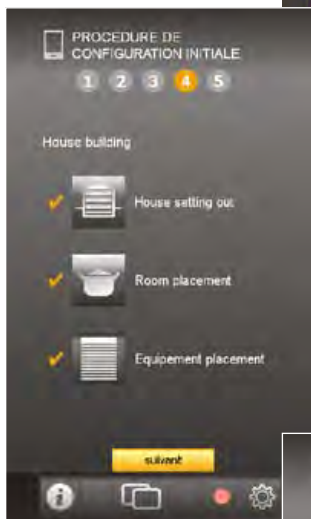 PROCEDURE DE
CONFIGURATION INITIALE
1 2 3 4 5
House building
House setting out
Room placement
Equipement placement
suivant